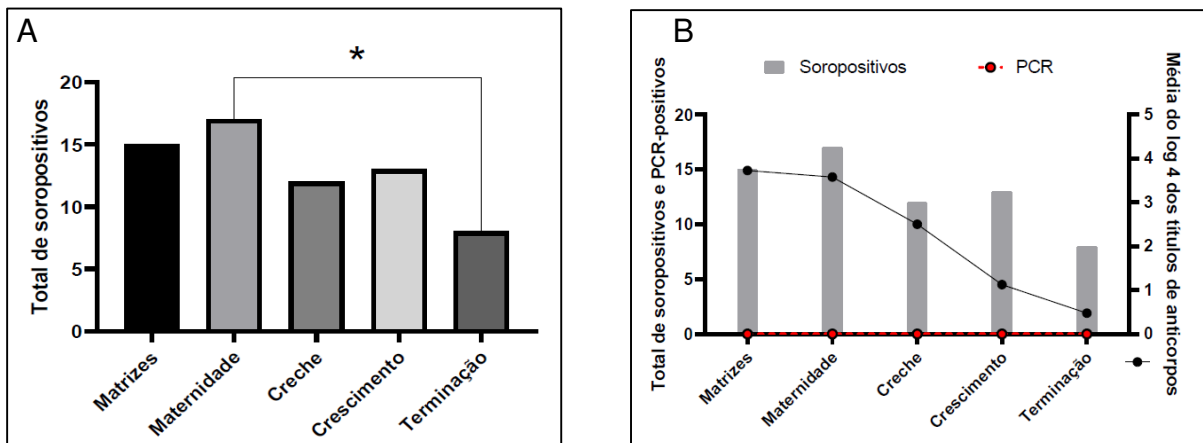 A
*
Total de soropositivos
20
15
10
5
0
Matrizes
Maternidade
Creche
Crescimento
Terminação
B
Soropositivos
PCR
Total de soropositivos e PCR-positivos
20
15
10
5
0
Média do log 4 dos títulos de anticorpos
5
4
3
2
1
0
Matrizes
Maternidade
Creche
Crescimento
Terminação